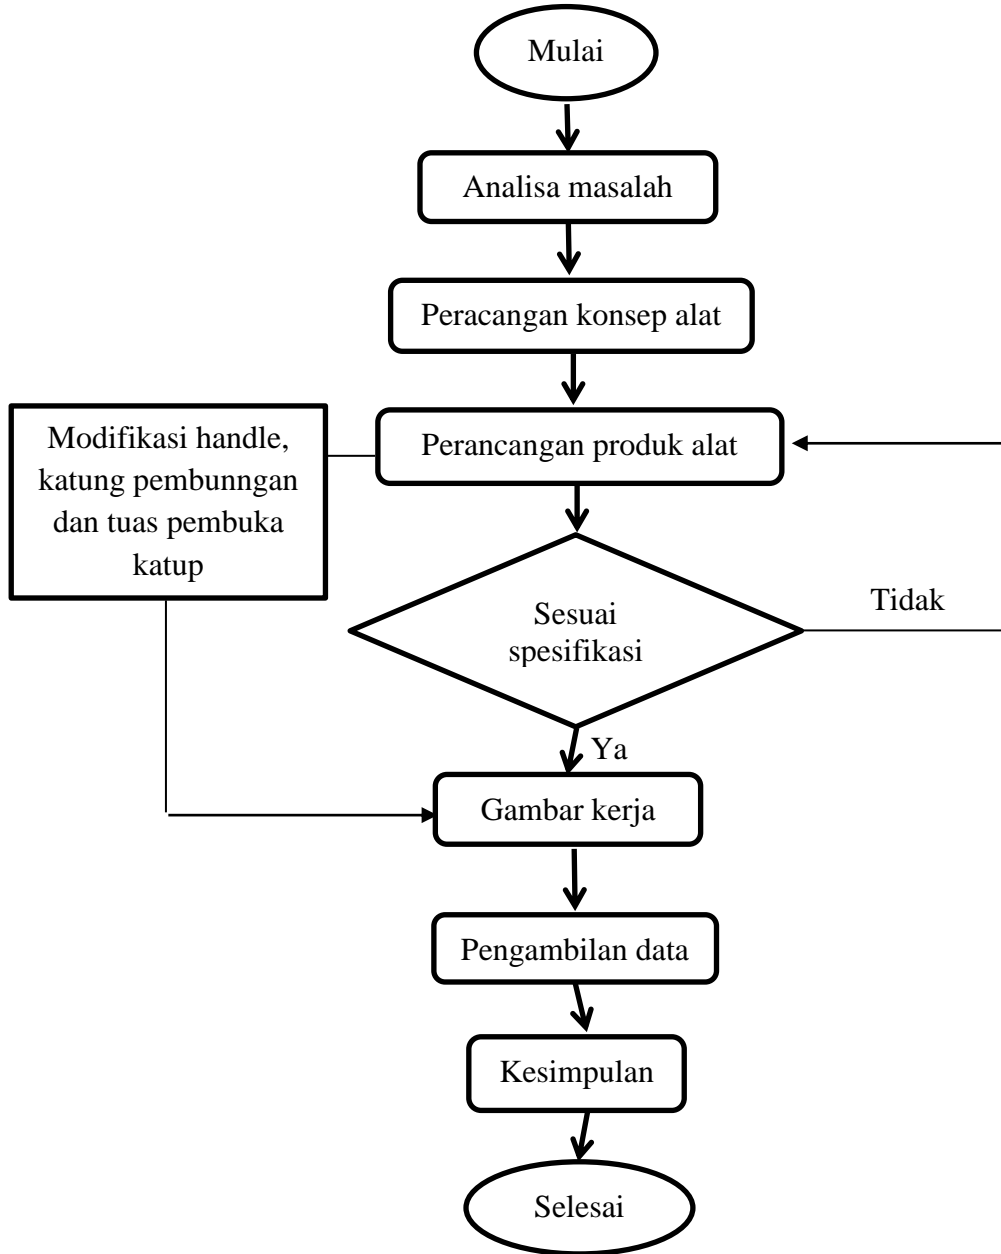 Mulai
Analisa masalah
Peracangan konsep alat
Perancangan produk alat
Modifikasi handle,
katung pembunngan
dan tuas pembuka
katup
Sesuai
spesifikasi
Tidak
Ya
Gambar kerja
Pengambilan data
Kesimpulan
Selesai